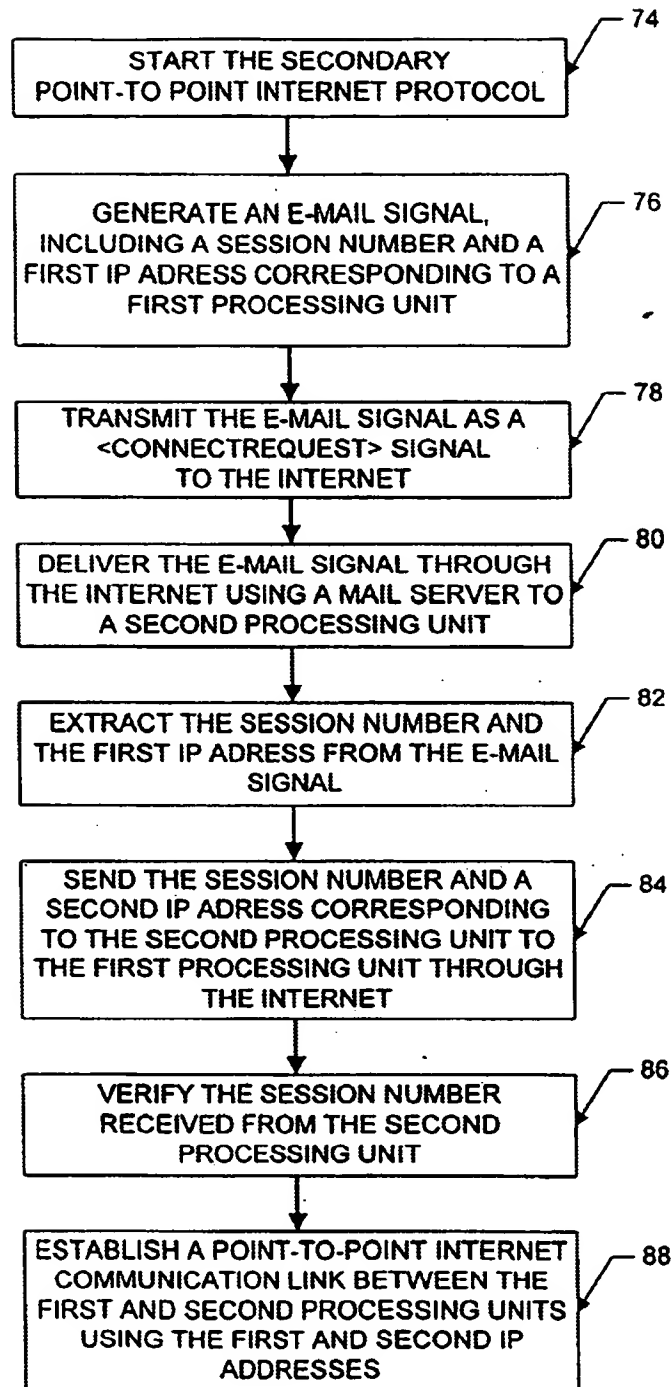 74
START THE SECONDARY
POINT-TO POINT INTERNET PROTOCOL
76
GENERATE AN E-MAIL SIGNAL,
INCLUDING A SESSION NUMBER AND A
FIRST IP ADRESS CORRESPONDING TO A
FIRST PROCESSING UNIT
78
TRANSMIT THE E-MAIL SIGNAL AS A
<CONNECTREQUEST> SIGNAL
TO THE INTERNET
80
DELIVER THE E-MAIL SIGNAL THROUGH
THE INTERNET USING A MAIL SERVER TO
A SECOND PROCESSING UNIT
82
EXTRACT THE SESSION NUMBER AND
THE FIRST IP ADRESS FROM THE E-MAIL
SIGNAL
84
SEND THE SESSION NUMBER AND A
SECOND IP ADRESS CORRESPONDING
TO THE SECOND PROCESSING UNIT TO
THE FIRST PROCESSING UNIT THROUGH
THE INTERNET
86
VERIFY THE SESSION NUMBER
RECEIVED FROM THE SECOND
PROCESSING UNIT
88
ESTABLISH A POINT-TO-POINT INTERNET
COMMUNICATION LINK BETWEEN THE
FIRST AND SECOND PROCESSING UNITS
USING THE FIRST AND SECOND IP
ADDRESSES